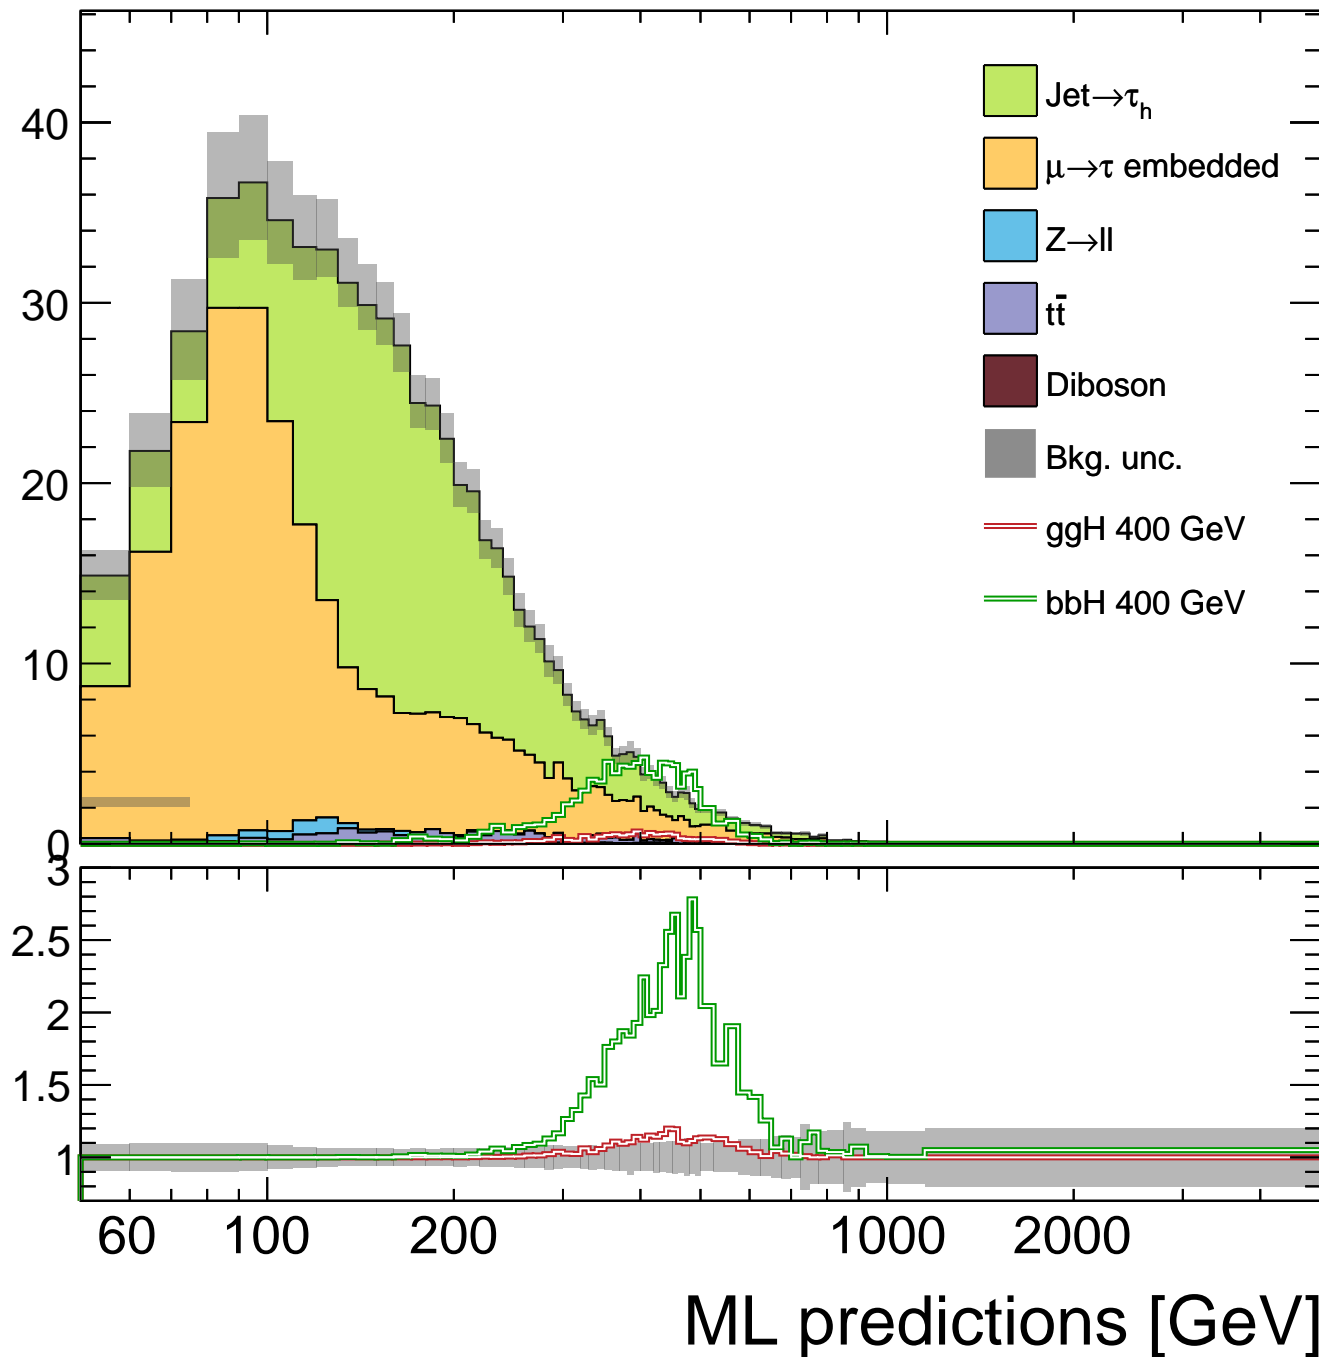 40
30
20
10
0
Jet→τh
μ→τ embedded
Z→ll
tt̄
Diboson
Bkg. unc.
ggH 400 GeV
bbH 400 GeV
3
2.5
2
1.5
1
60 100 200 1000 2000
ML predictions [GeV]